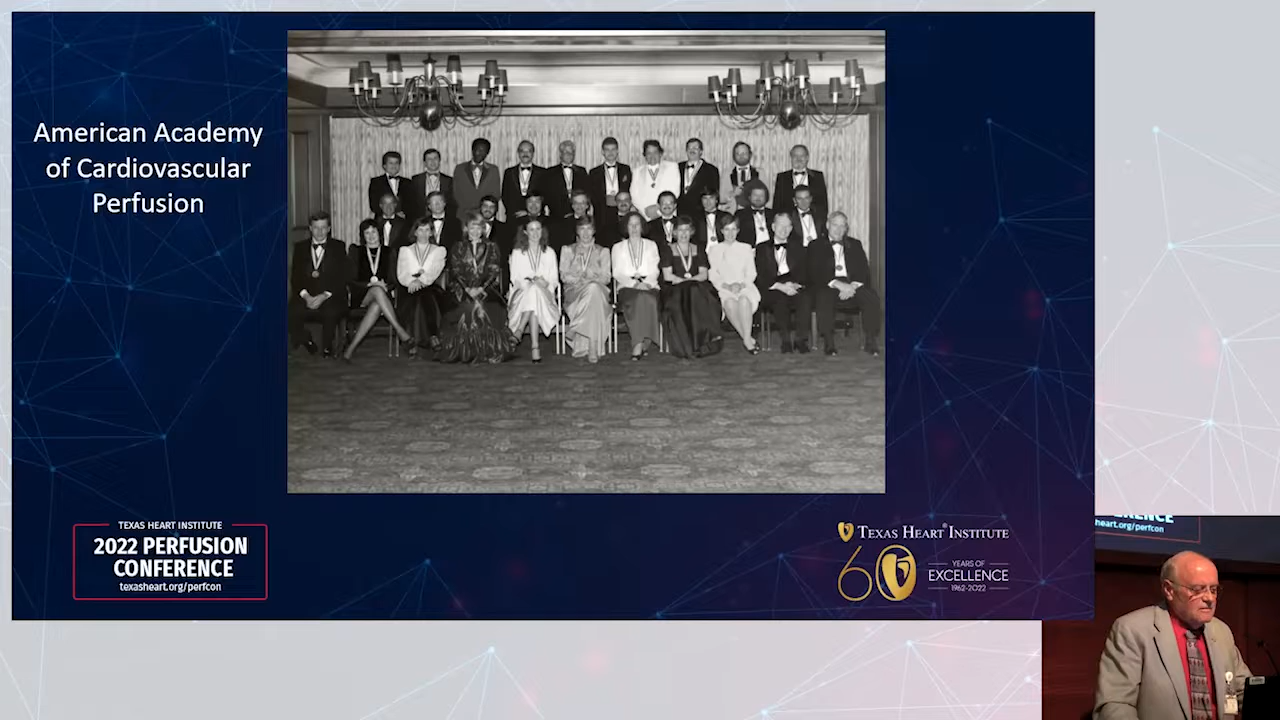 American Academy
of Cardiovascular
Perfusion
TEXAS HEART INSTITUTE
2022 PERFUSION
CONFERENCE
texasheart.org/perfcon
TEXAS HEART® INSTITUTE
60
YEARS OF
EXCELLENCE
1962-2022
heart.org/perfcon